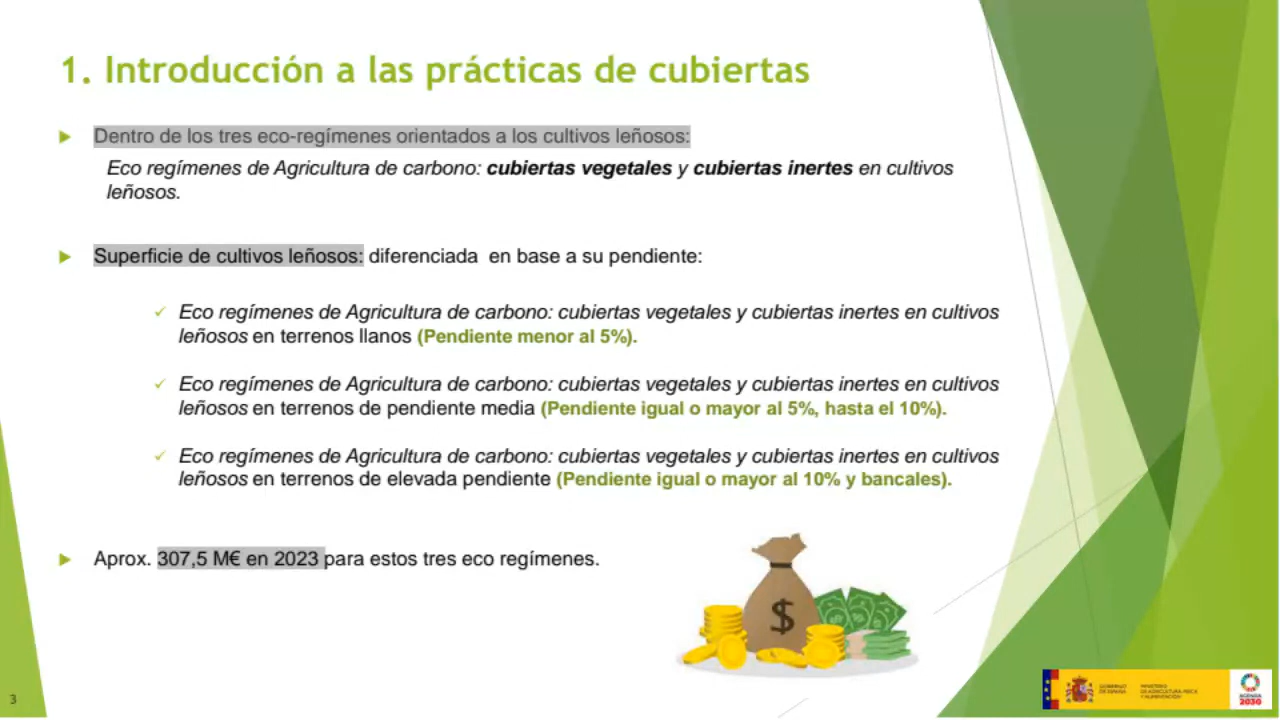 1. Introducción a las prácticas de cubiertas
Dentro de los tres eco-regímenes orientados a los cultivos leñosos:
Eco regímenes de Agricultura de carbono: cubiertas vegetales y cubiertas inertes en cultivos
leñosos.
Superficie de cultivos leñosos: diferenciada en base a su pendiente:
Eco regímenes de Agricultura de carbono: cubiertas vegetales y cubiertas inertes en cultivos
leñosos en terrenos llanos (Pendiente menor al 5%).
Eco regímenes de Agricultura de carbono: cubiertas vegetales y cubiertas inertes en cultivos
leñosos en terrenos de pendiente media (Pendiente igual o mayor al 5%, hasta el 10%).
Eco regímenes de Agricultura de carbono: cubiertas vegetales y cubiertas inertes en cultivos
leñosos en terrenos de elevada pendiente (Pendiente igual o mayor al 10% y bancales).
Aprox. 307,5 M€ en 2023 para estos tres eco regímenes.
$
3
GOBIERNO
DE ESPAÑA
MINISTERIO
DE AGRICULTURA, PESCA
Y ALIMENTACIÓN
AGENDA
2030